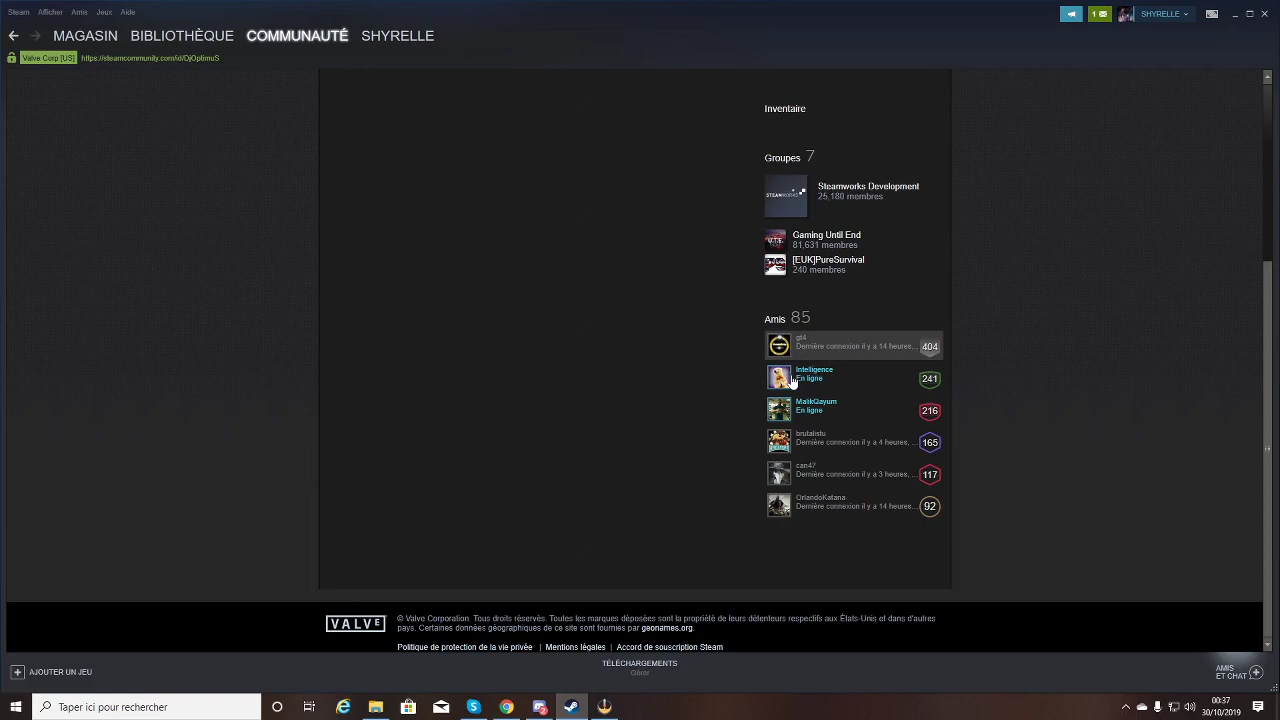 Steam Afficher Amis Jeux Aide
1
SHYRELLE
MAGASIN BIBLIOTHÈQUE COMMUNAUTÉ SHYRELLE
Valve Corp [US] https://steamcommunity.com/id/DjOptimuS
Inventaire
Groupes 7
STEAMWORKS
Steamworks Development
25,180 membres
Gaming Until End
81,631 membres
[EUK]PureSurvival
240 membres
Amis 85
gt4
Dernière connexion il y a 14 heures...
404
Intelligence
En ligne
241
MalikQayum
En ligne
216
brutalistu
Dernière connexion il y a 4 heures, ...
165
can47
Dernière connexion il y a 3 heures, ...
117
OrlandoKatana
Dernière connexion il y a 14 heures...
92
VALVE
© Valve Corporation. Tous droits réservés. Toutes les marques déposées sont la propriété de leurs détenteurs respectifs aux États-Unis et dans d'autres
pays. Certaines données géographiques de ce site sont fournies par geonames.org.
Politique de protection de la vie privée | Mentions légales | Accord de souscription Steam
AJOUTER UN JEU
TÉLÉCHARGEMENTS
Gérer
AMIS
ET CHAT
Taper ici pour rechercher
00:37
30/10/2019